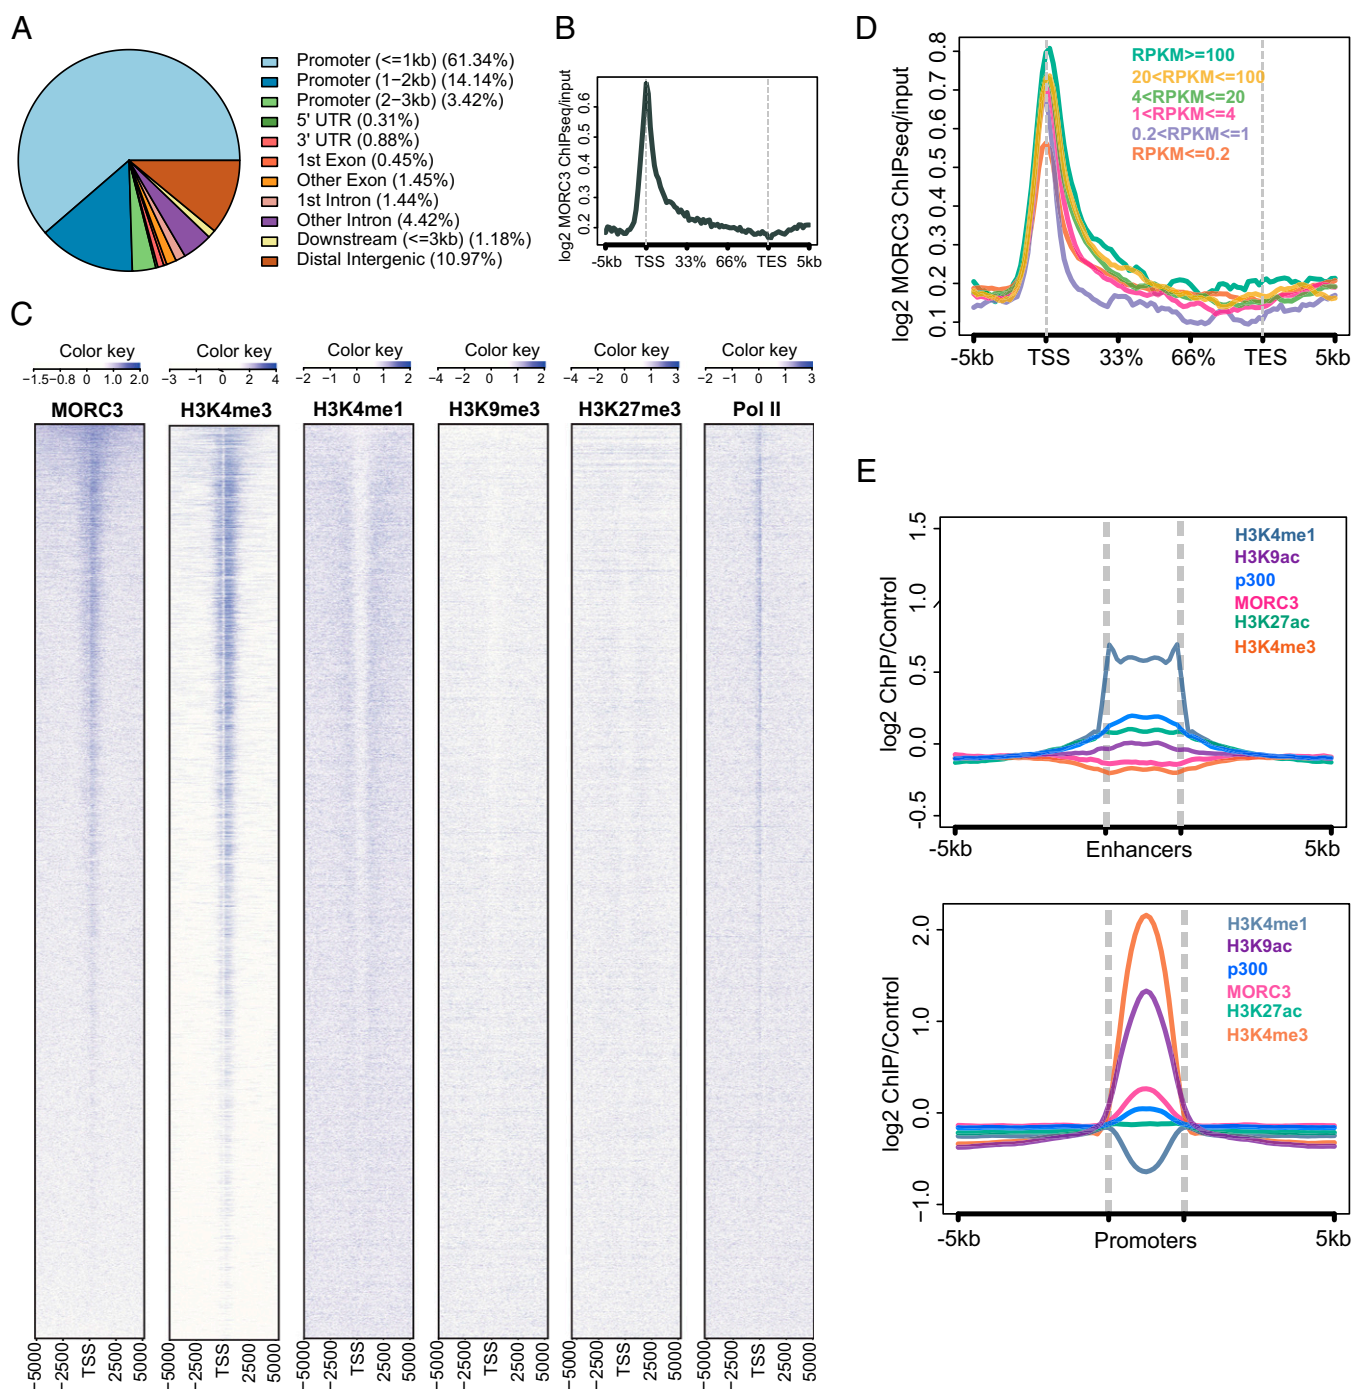 A
Promoter (<=1kb) (61.34%)
Promoter (1−2kb) (14.14%)
Promoter (2−3kb) (3.42%)
5' UTR (0.31%)
3' UTR (0.88%)
1st Exon (0.45%)
Other Exon (1.45%)
1st Intron (1.44%)
Other Intron (4.42%)
Downstream (<=3kb) (1.18%)
Distal Intergenic (10.97%)
B
log2 MORC3 ChIPseq/input
0.6
0.5
0.4
0.3
0.2
-5kb TSS 33% 66% TES 5kb
C
Color key Color key Color key Color key Color key Color key
−1.5−0.8 0 1.0 2.0
−3 −1 0 2 4
−2 −1 0 1 2
−4 −2 0 1 2
−4 −2 0 1 3
−2 −1 0 1 3
MORC3 H3K4me3 H3K4me1 H3K9me3 H3K27me3 Pol II
−5000 −2500 TSS 2500 5000
−5000 −2500 TSS 2500 5000
−5000 −2500 TSS 2500 5000
−5000 −2500 TSS 2500 5000
−5000 −2500 TSS 2500 5000
−5000 −2500 TSS 2500 5000
D
log2 MORC3 ChIPSeq/input
0.8
0.7
0.6
0.5
0.4
0.3
0.2
0.1
RPKM>=100
20<RPKM<=100
4<RPKM<=20
1<RPKM<=4
0.2<RPKM<=1
RPKM<=0.2
-5kb TSS 33% 66% TES 5kb
E
log2 ChIP/Control
1.5
1.0
0.5
0.0
-0.5
H3K4me1
H3K9ac
p300
MORC3
H3K27ac
H3K4me3
-5kb Enhancers 5kb
log2 ChIP/Control
2.0
1.0
0.0
−1.0
H3K4me1
H3K9ac
p300
MORC3
H3K27ac
H3K4me3
-5kb Promoters 5kb